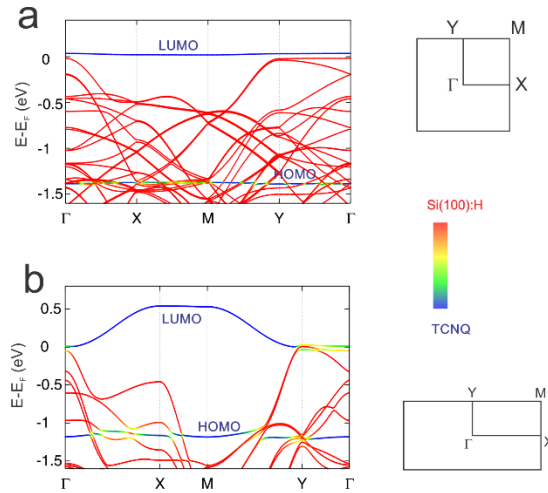 a
LUMO
HOMO
0
-0.5
-1
-1.5
E-E_F (eV)
Γ X M Y Γ
Y M
Γ X
Si(100):H
TCNQ
b
LUMO
HOMO
0.5
0
-0.5
-1
-1.5
E-E_F (eV)
Γ X M Y Γ
Y M
Γ X